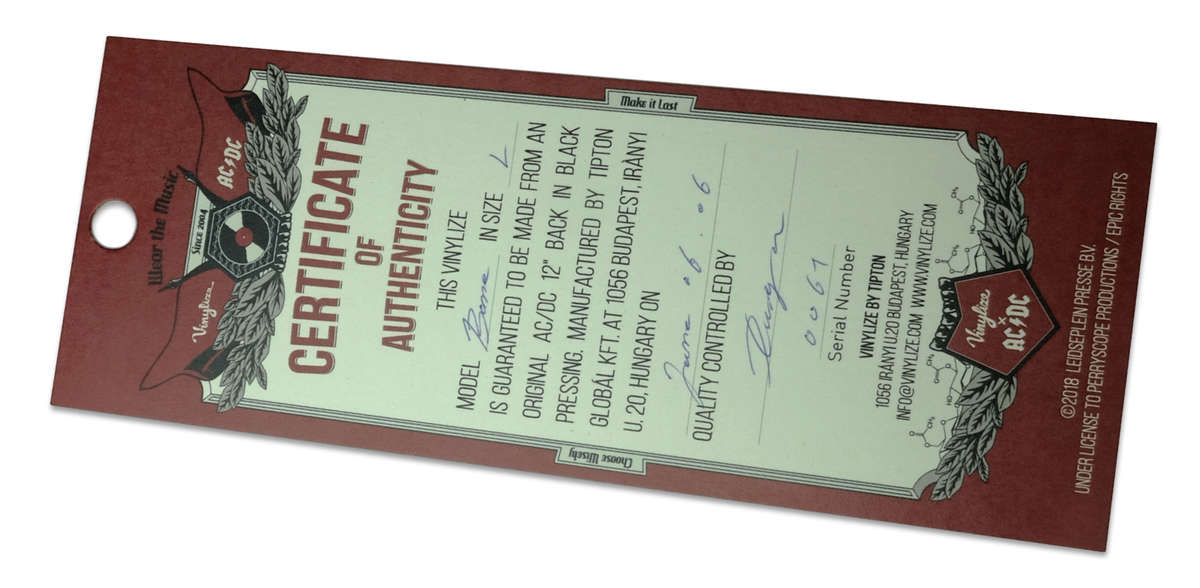 Wear the Music
SINCE 2004
Vinylize AC⚡DC
CERTIFICATE
OF
AUTHENTICITY
THIS VINYLIZE
MODEL IN SIZE L
IS GUARANTEED TO BE MADE FROM AN
ORIGINAL AC/DC 12" BACK IN BLACK
PRESSING, MANUFACTURED BY TIPTON
GLOBÁL KFT. AT 1056 BUDAPEST, IRÀNYI
U. 20, HUNGARY ON
June 06. 06
QUALITY CONTROLLED BY
0061
Serial Number
VINYLIZE BY TIPTON
1056 IRANYI U.20 BUDAPEST, HUNGARY
INFO@VINYLIZE.COM WWW.VINYLIZE.COM
Choose Wisely
Make it Last
Vinylize
×
AC⚡DC
©2018 LEIDSEPLEIN PRESSE B.V.
UNDER LICENSE TO PERRYSCOPE PRODUCTIONS / EPIC RIGHTS